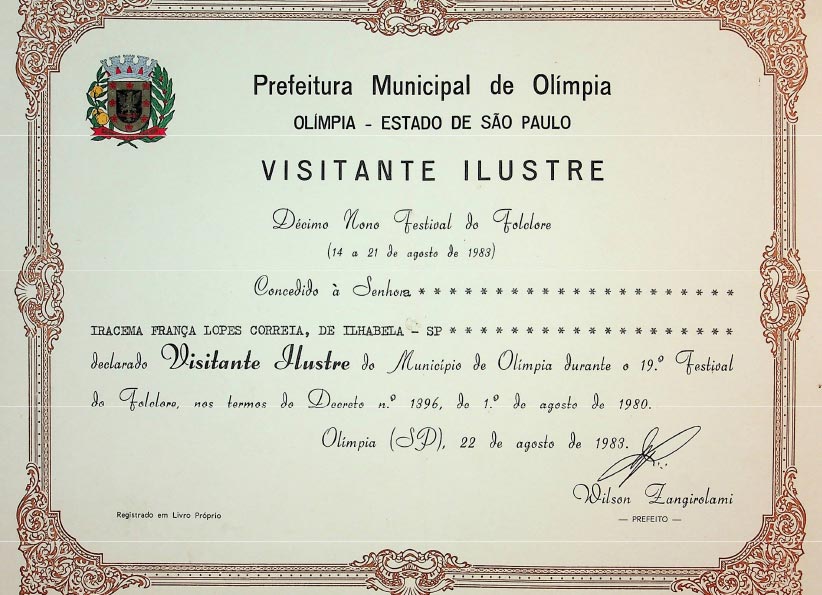 Prefeitura Municipal de Olímpia
OLÍMPIA - ESTADO DE SÃO PAULO
VISITANTE ILUSTRE
Décimo Nono Festival do Folclore
(14 a 21 de agosto de 1983)
Concedido à Senhora * * * * * * * * * * * * * * * * * * * *
IRACEMA FRANÇA LOPES CORREIA, DE ILHABELA - SP * * * * * * * * * * * * * * * * * *
declarado Visitante Ilustre do Município de Olímpia durante o 19.º Festival
do Folclore, nos termos do Decreto n.º 1396, de 1.º de agosto de 1980.
Olímpia (SP), 22 de agosto de 1983.
Wilson Zangirolami
— PREFEITO —
Registrado em Livro Próprio